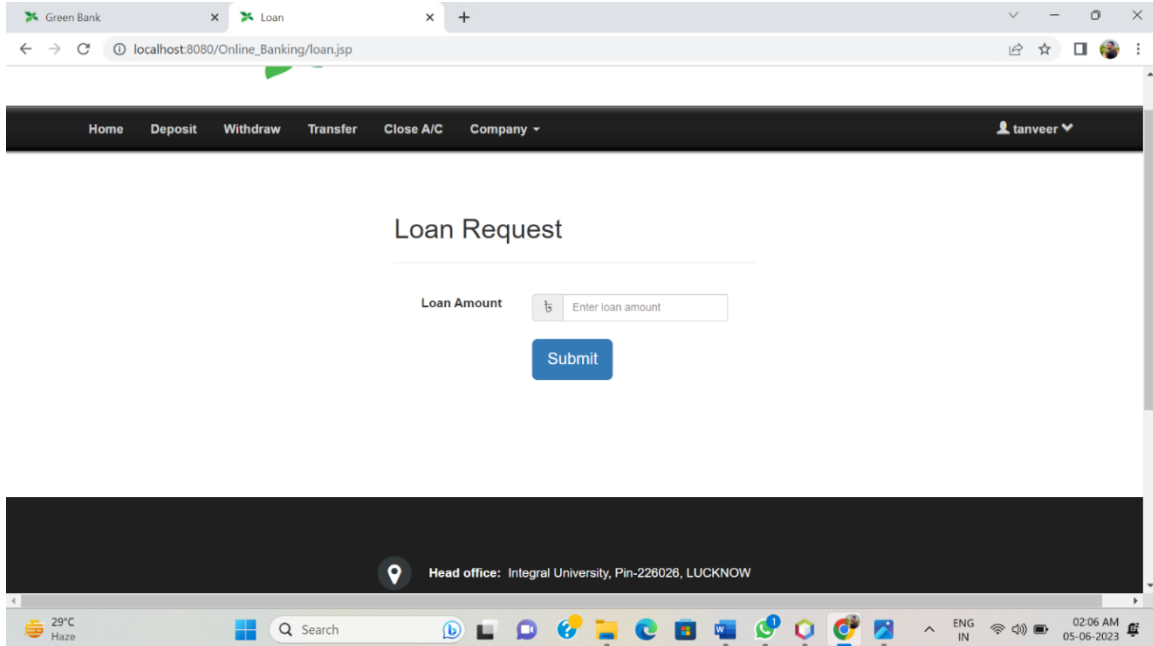 Green Bank
Loan
localhost:8080/Online_Banking/loan.jsp
Home Deposit Withdraw Transfer Close A/C Company tanveer
Loan Request
Loan Amount ৳ Enter loan amount
Submit
Head office: Integral University, Pin-226026, LUCKNOW
29°C
Haze
Search
ENG
IN
02:06 AM
05-06-2023